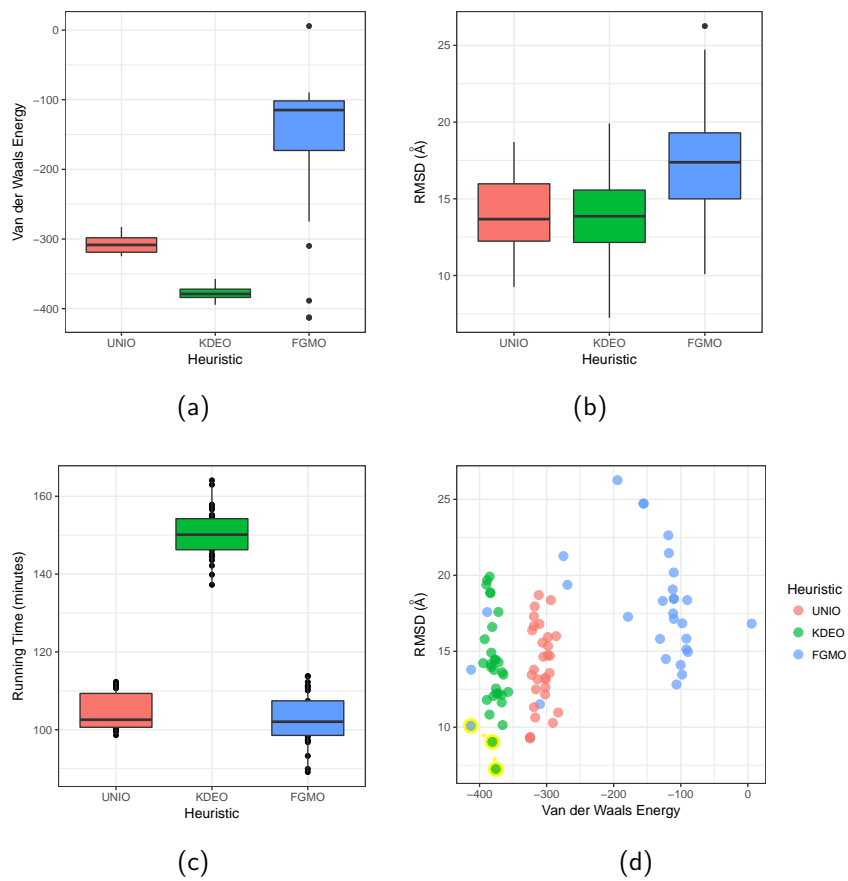 0
−100
−200
−300
−400
Van der Waals Energy
UNIO KDEO FGMO
Heuristic
(a)
25
20
15
10
RMSD (Å)
UNIO KDEO FGMO
Heuristic
(b)
160
140
120
100
Running Time (minutes)
UNIO KDEO FGMO
Heuristic
(c)
25
20
15
10
RMSD (Å)
−400 −300 −200 −100 0
Van der Waals Energy
Heuristic
UNIO
KDEO
FGMO
(d)